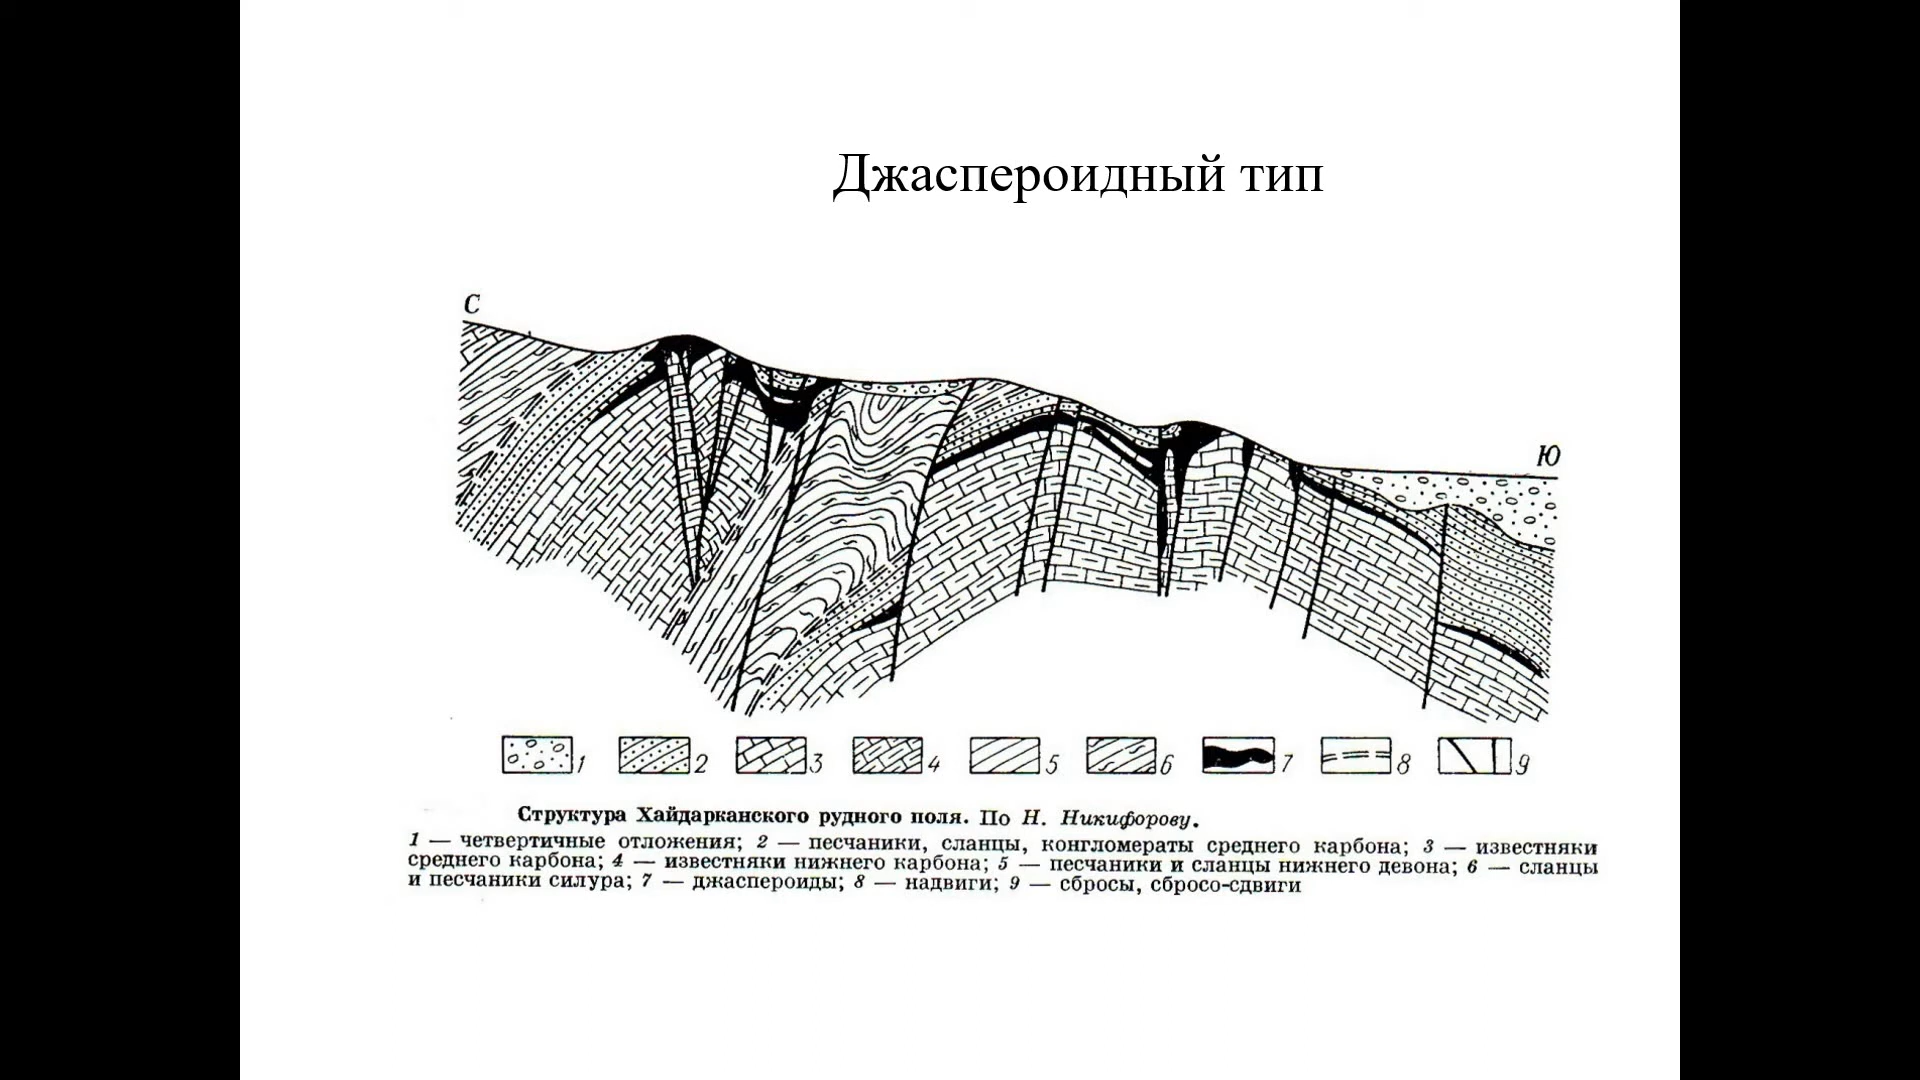 Джаспероидный тип
С
Ю
1 2 3 4 5 6 7 8 9
Структура Хайдарканского рудного поля. По Н. Никифорову.
1 — четвертичные отложения; 2 — песчаники, сланцы, конгломераты среднего карбона; 3 — известняки
среднего карбона; 4 — известняки нижнего карбона; 5 — песчаники и сланцы нижнего девона; 6 — сланцы
и песчаники силура; 7 — джаспероиды; 8 — надвиги; 9 — сбросы, сбросо-сдвиги